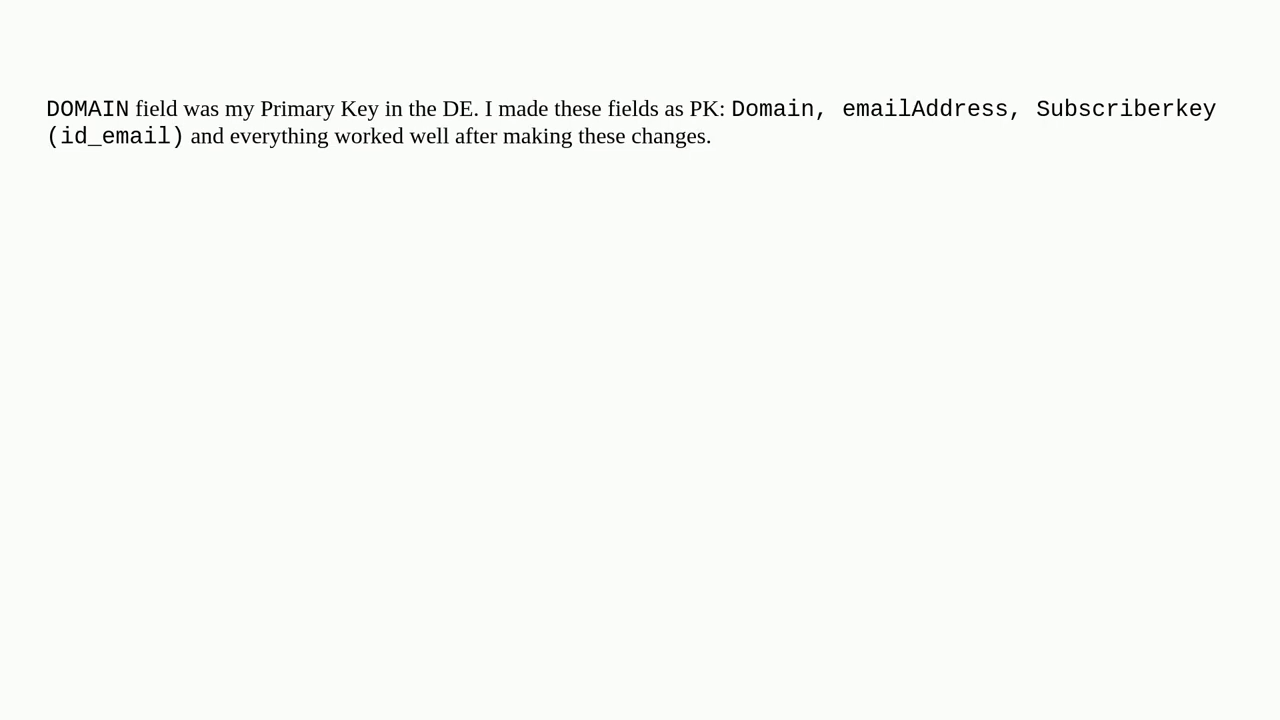 DOMAIN field was my Primary Key in the DE. I made these fields as PK: Domain, emailAddress, Subscriberkey
(id_email) and everything worked well after making these changes.